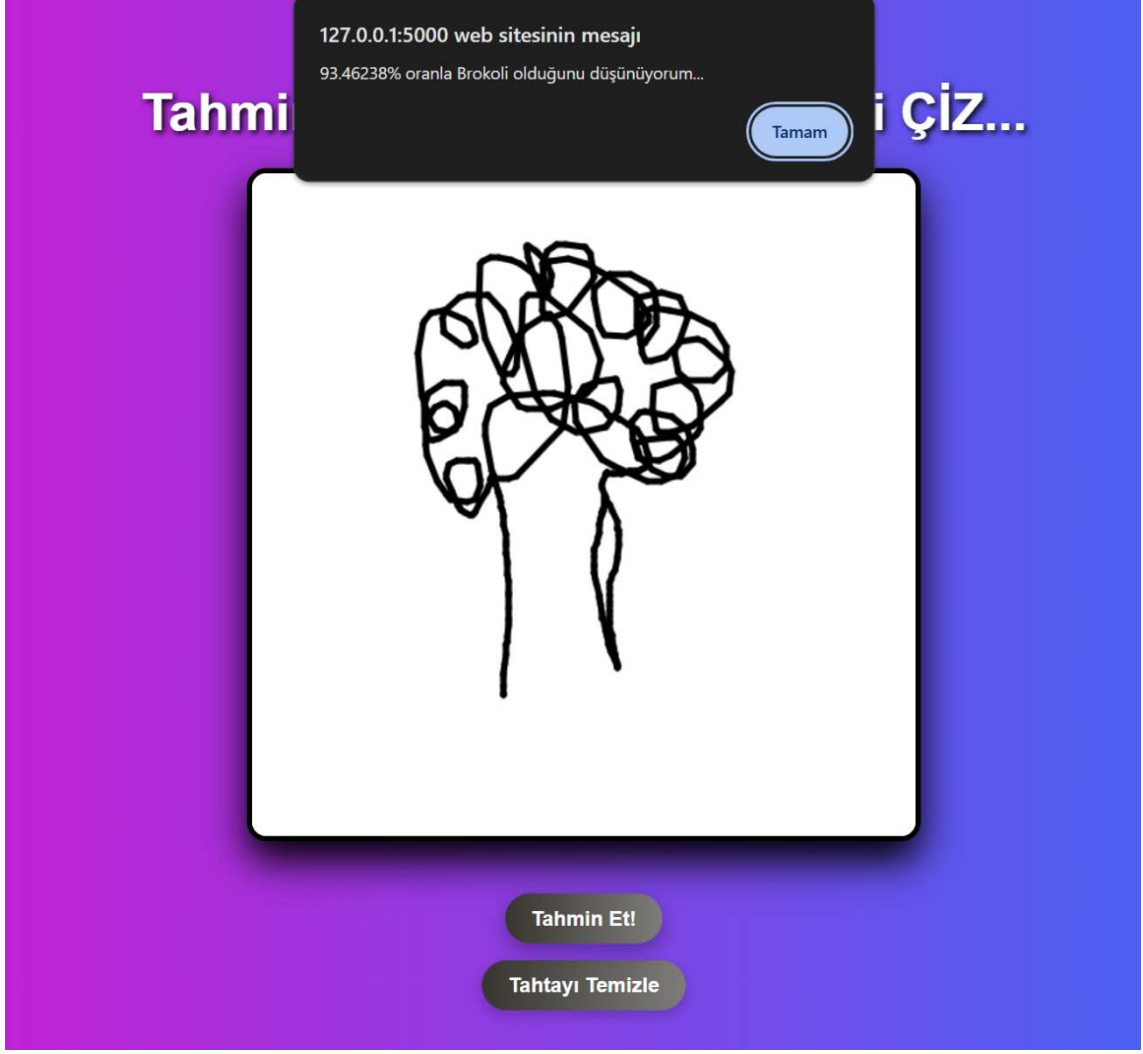 127.0.0.1:5000 web sitesinin mesajı
93.46238% oranla Brokoli olduğunu düşünüyorum...
Tamam
ÇİZ...
Tahmin Et!
Tahtayı Temizle